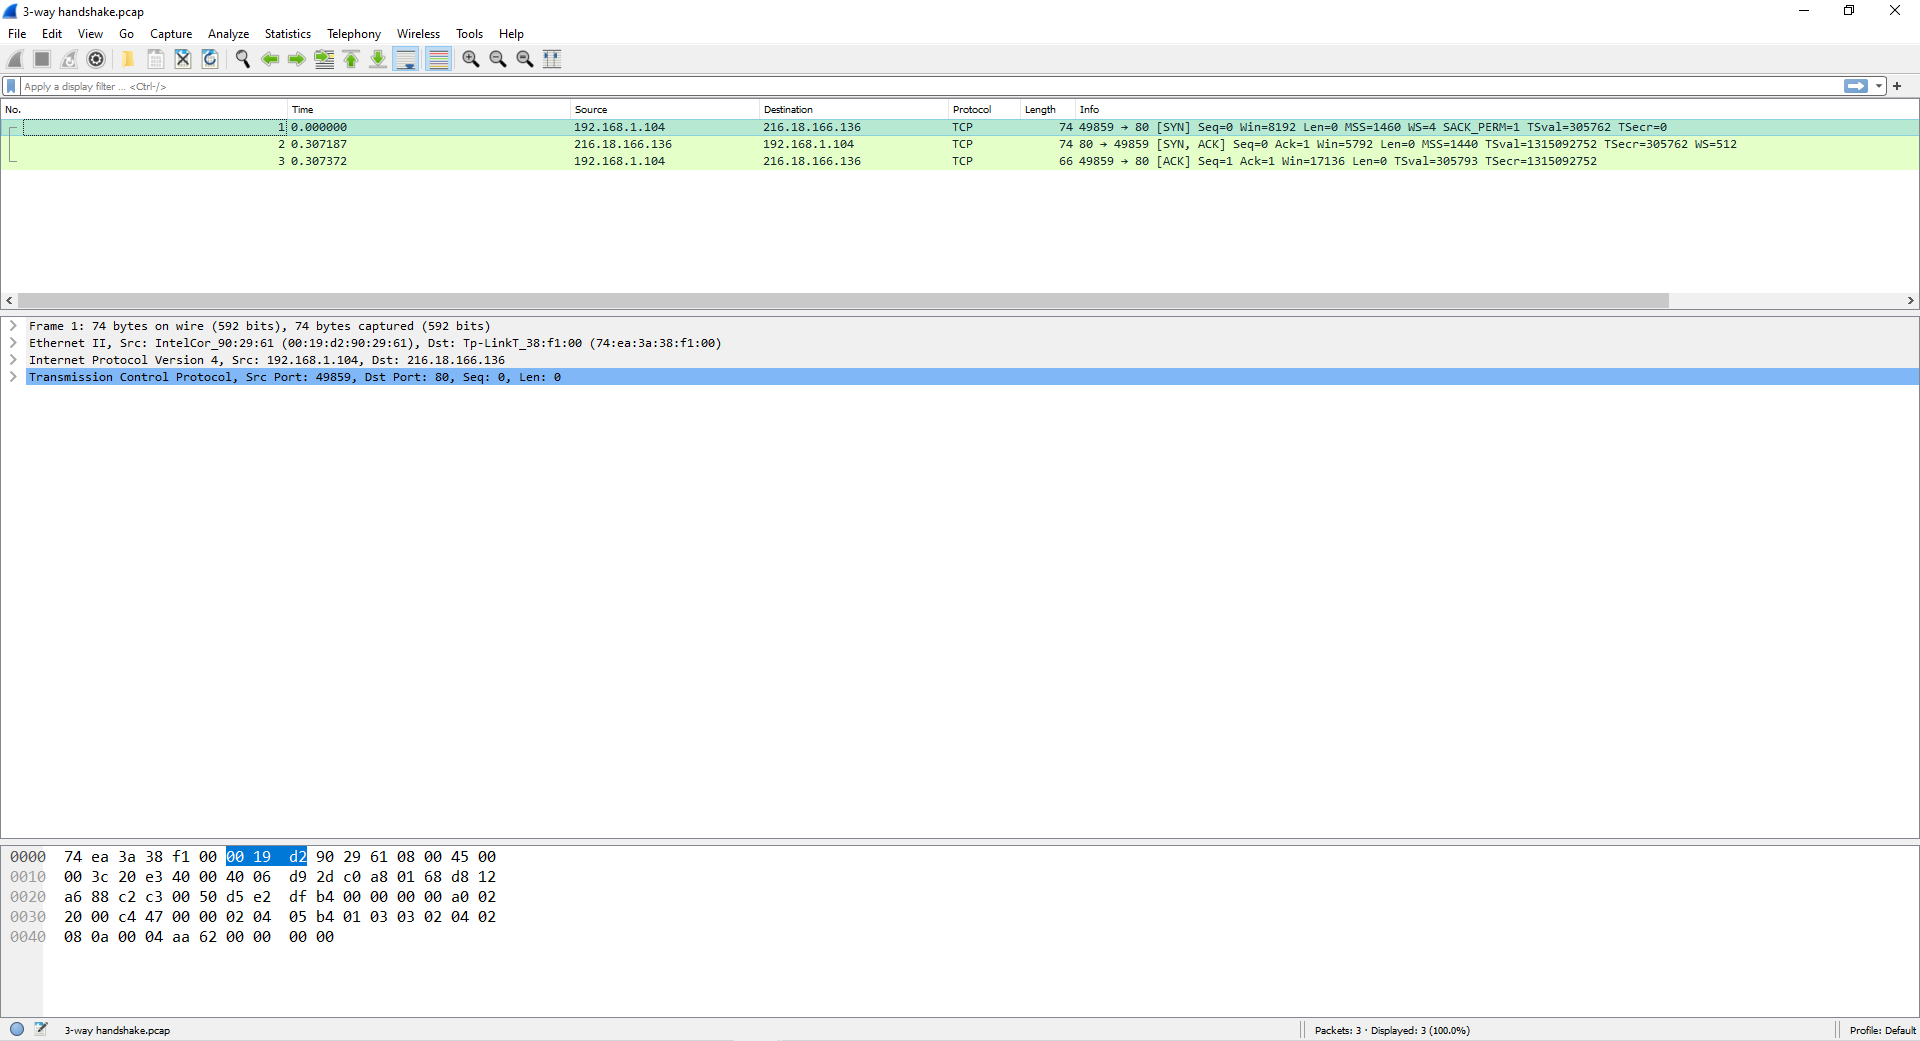 3-way handshake.pcap
File Edit View Go Capture Analyze Statistics Telephony Wireless Tools Help
Apply a display filter ... <Ctrl-/>
No. Time Source Destination Protocol Length Info
1 0.000000 192.168.1.104 216.18.166.136 TCP 74 49859 → 80 [SYN] Seq=0 Win=8192 Len=0 MSS=1460 WS=4 SACK_PERM=1 TSval=305762 TSecr=0
2 0.307187 216.18.166.136 192.168.1.104 TCP 74 80 → 49859 [SYN, ACK] Seq=0 Ack=1 Win=5792 Len=0 MSS=1440 TSval=1315092752 TSecr=305762 WS=512
3 0.307372 192.168.1.104 216.18.166.136 TCP 66 49859 → 80 [ACK] Seq=1 Ack=1 Win=17136 Len=0 TSval=305793 TSecr=1315092752
Frame 1: 74 bytes on wire (592 bits), 74 bytes captured (592 bits)
Ethernet II, Src: IntelCor_90:29:61 (00:19:d2:90:29:61), Dst: Tp-LinkT_38:f1:00 (74:ea:3a:38:f1:00)
Internet Protocol Version 4, Src: 192.168.1.104, Dst: 216.18.166.136
Transmission Control Protocol, Src Port: 49859, Dst Port: 80, Seq: 0, Len: 0
0000 74 ea 3a 38 f1 00 00 19 d2 90 29 61 08 00 45 00
0010 00 3c 20 e3 40 00 40 06 d9 2d c0 a8 01 68 d8 12
0020 a6 88 c2 c3 00 50 d5 e2 df b4 00 00 00 00 a0 02
0030 20 00 c4 47 00 00 02 04 05 b4 01 03 03 02 04 02
0040 08 0a 00 04 aa 62 00 00 00 00
3-way handshake.pcap Packets: 3 · Displayed: 3 (100.0%) Profile: Default